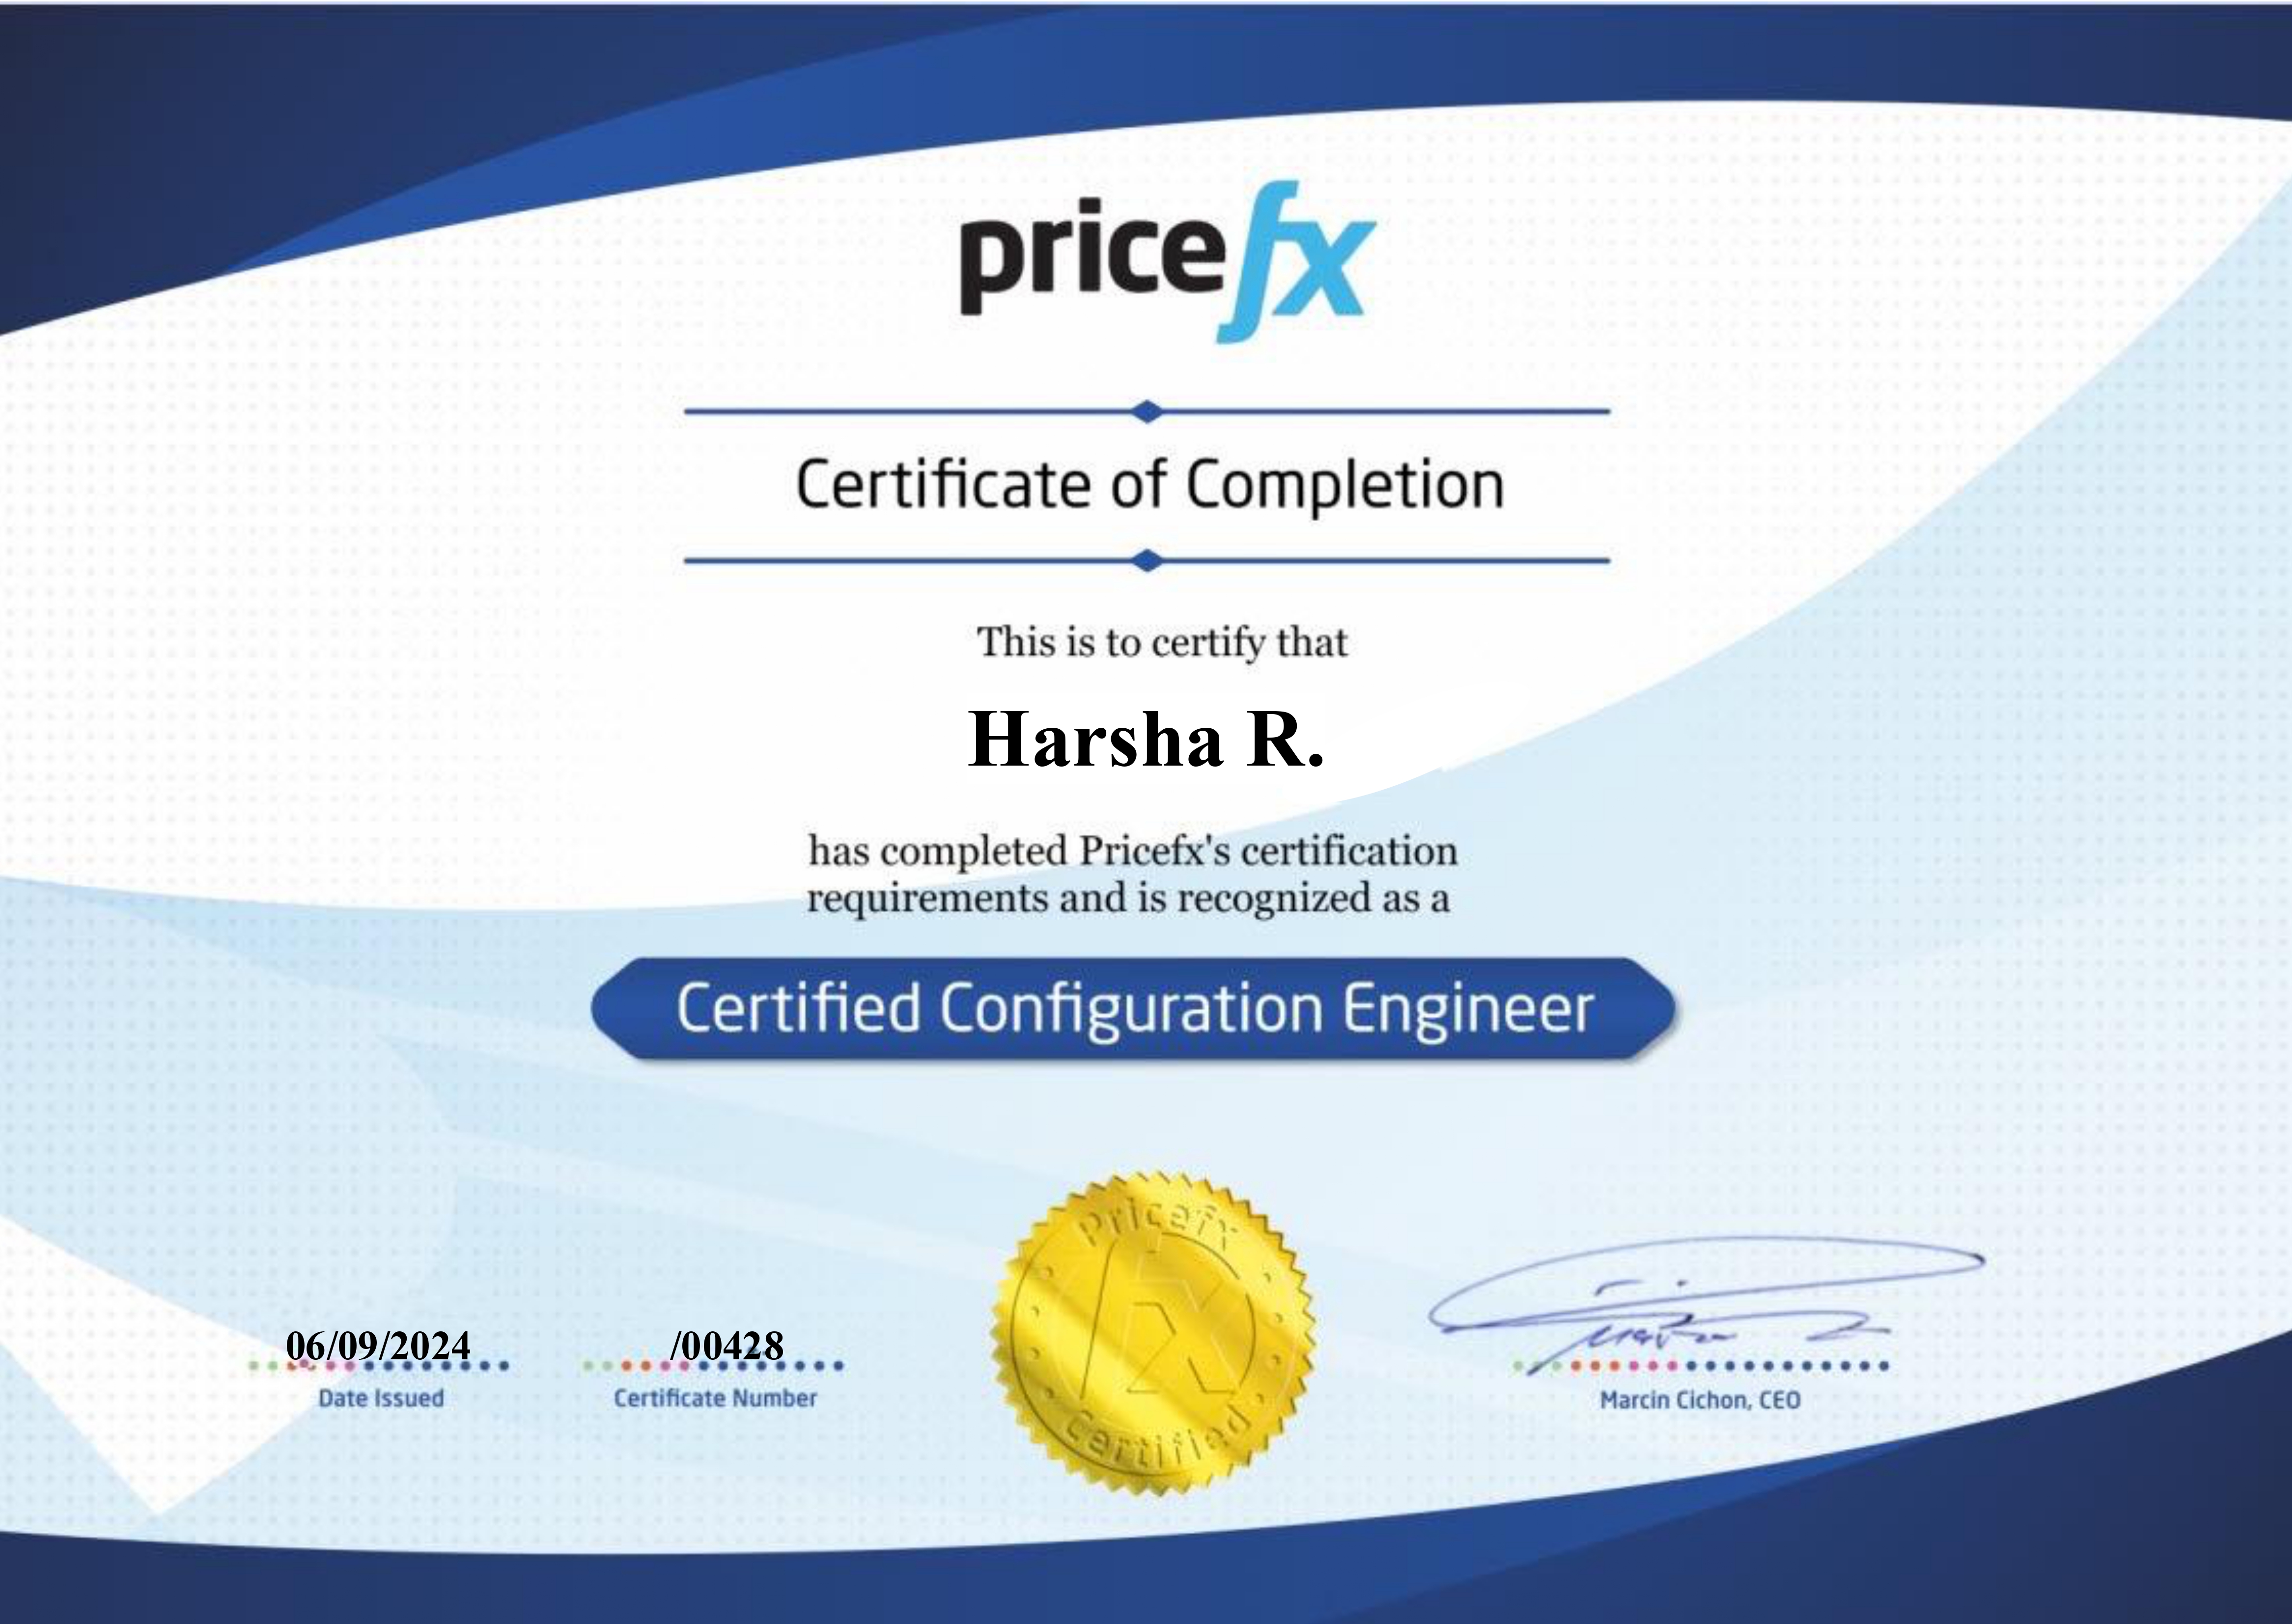 pricefx
Certificate of Completion
This is to certify that
Harsha R.
has completed Pricefx's certification
requirements and is recognized as a
Certified Configuration Engineer
Pricefx
fx
Certified
06/09/2024
Date Issued
/00428
Certificate Number
Marcin Cichon, CEO